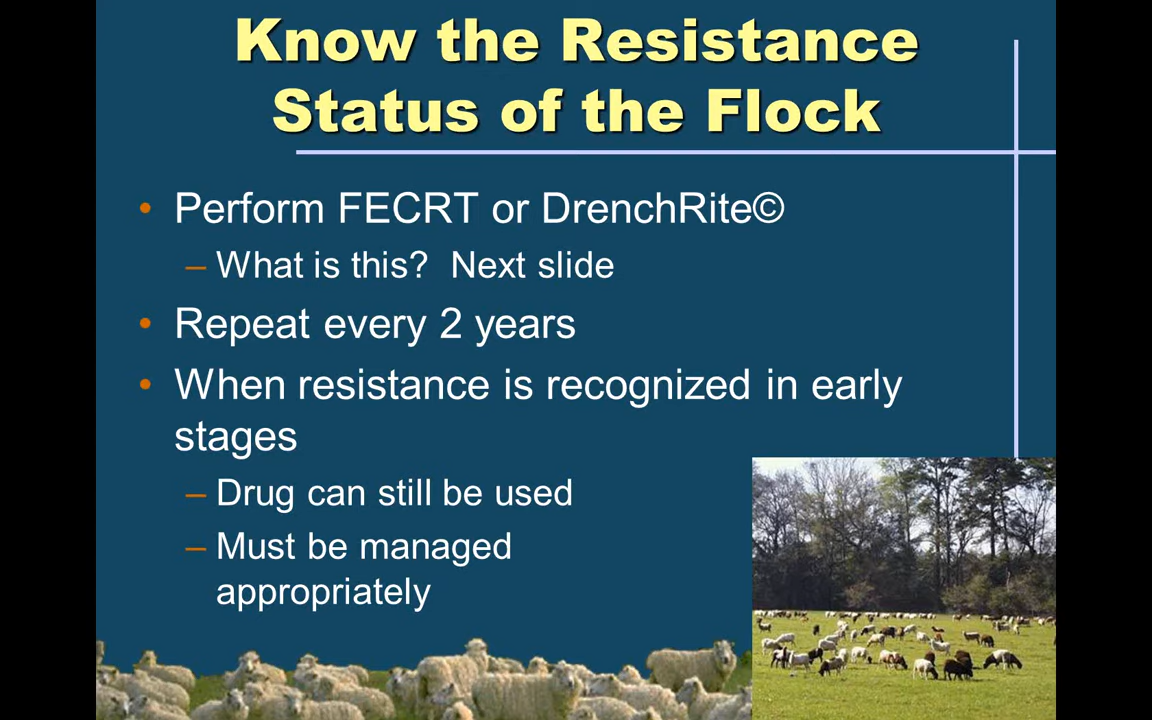 Know the Resistance
Status of the Flock
• Perform FECRT or DrenchRite©
– What is this?  Next slide
• Repeat every 2 years
• When resistance is recognized in early
stages
– Drug can still be used
– Must be managed
appropriately